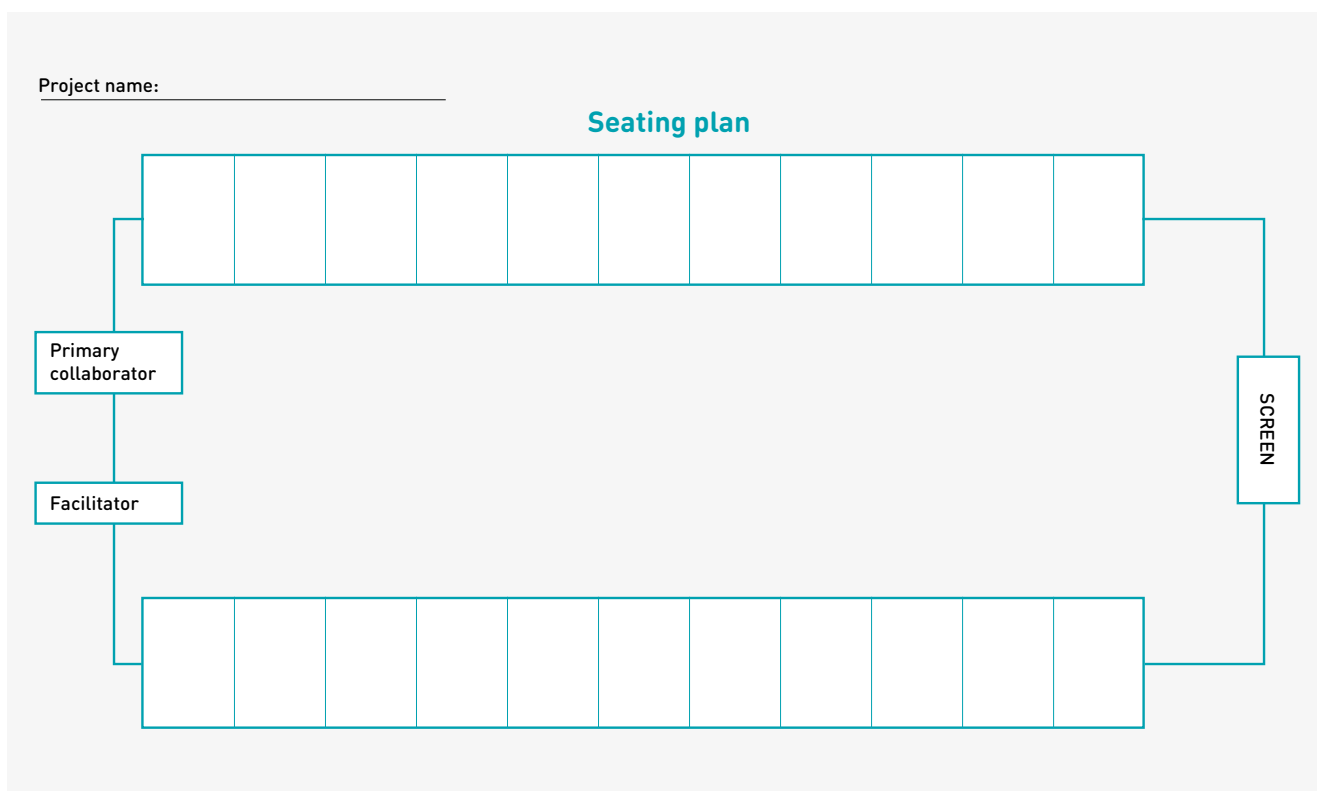 Project name:
Seating plan
Primary
collaborator
Facilitator
SCREEN